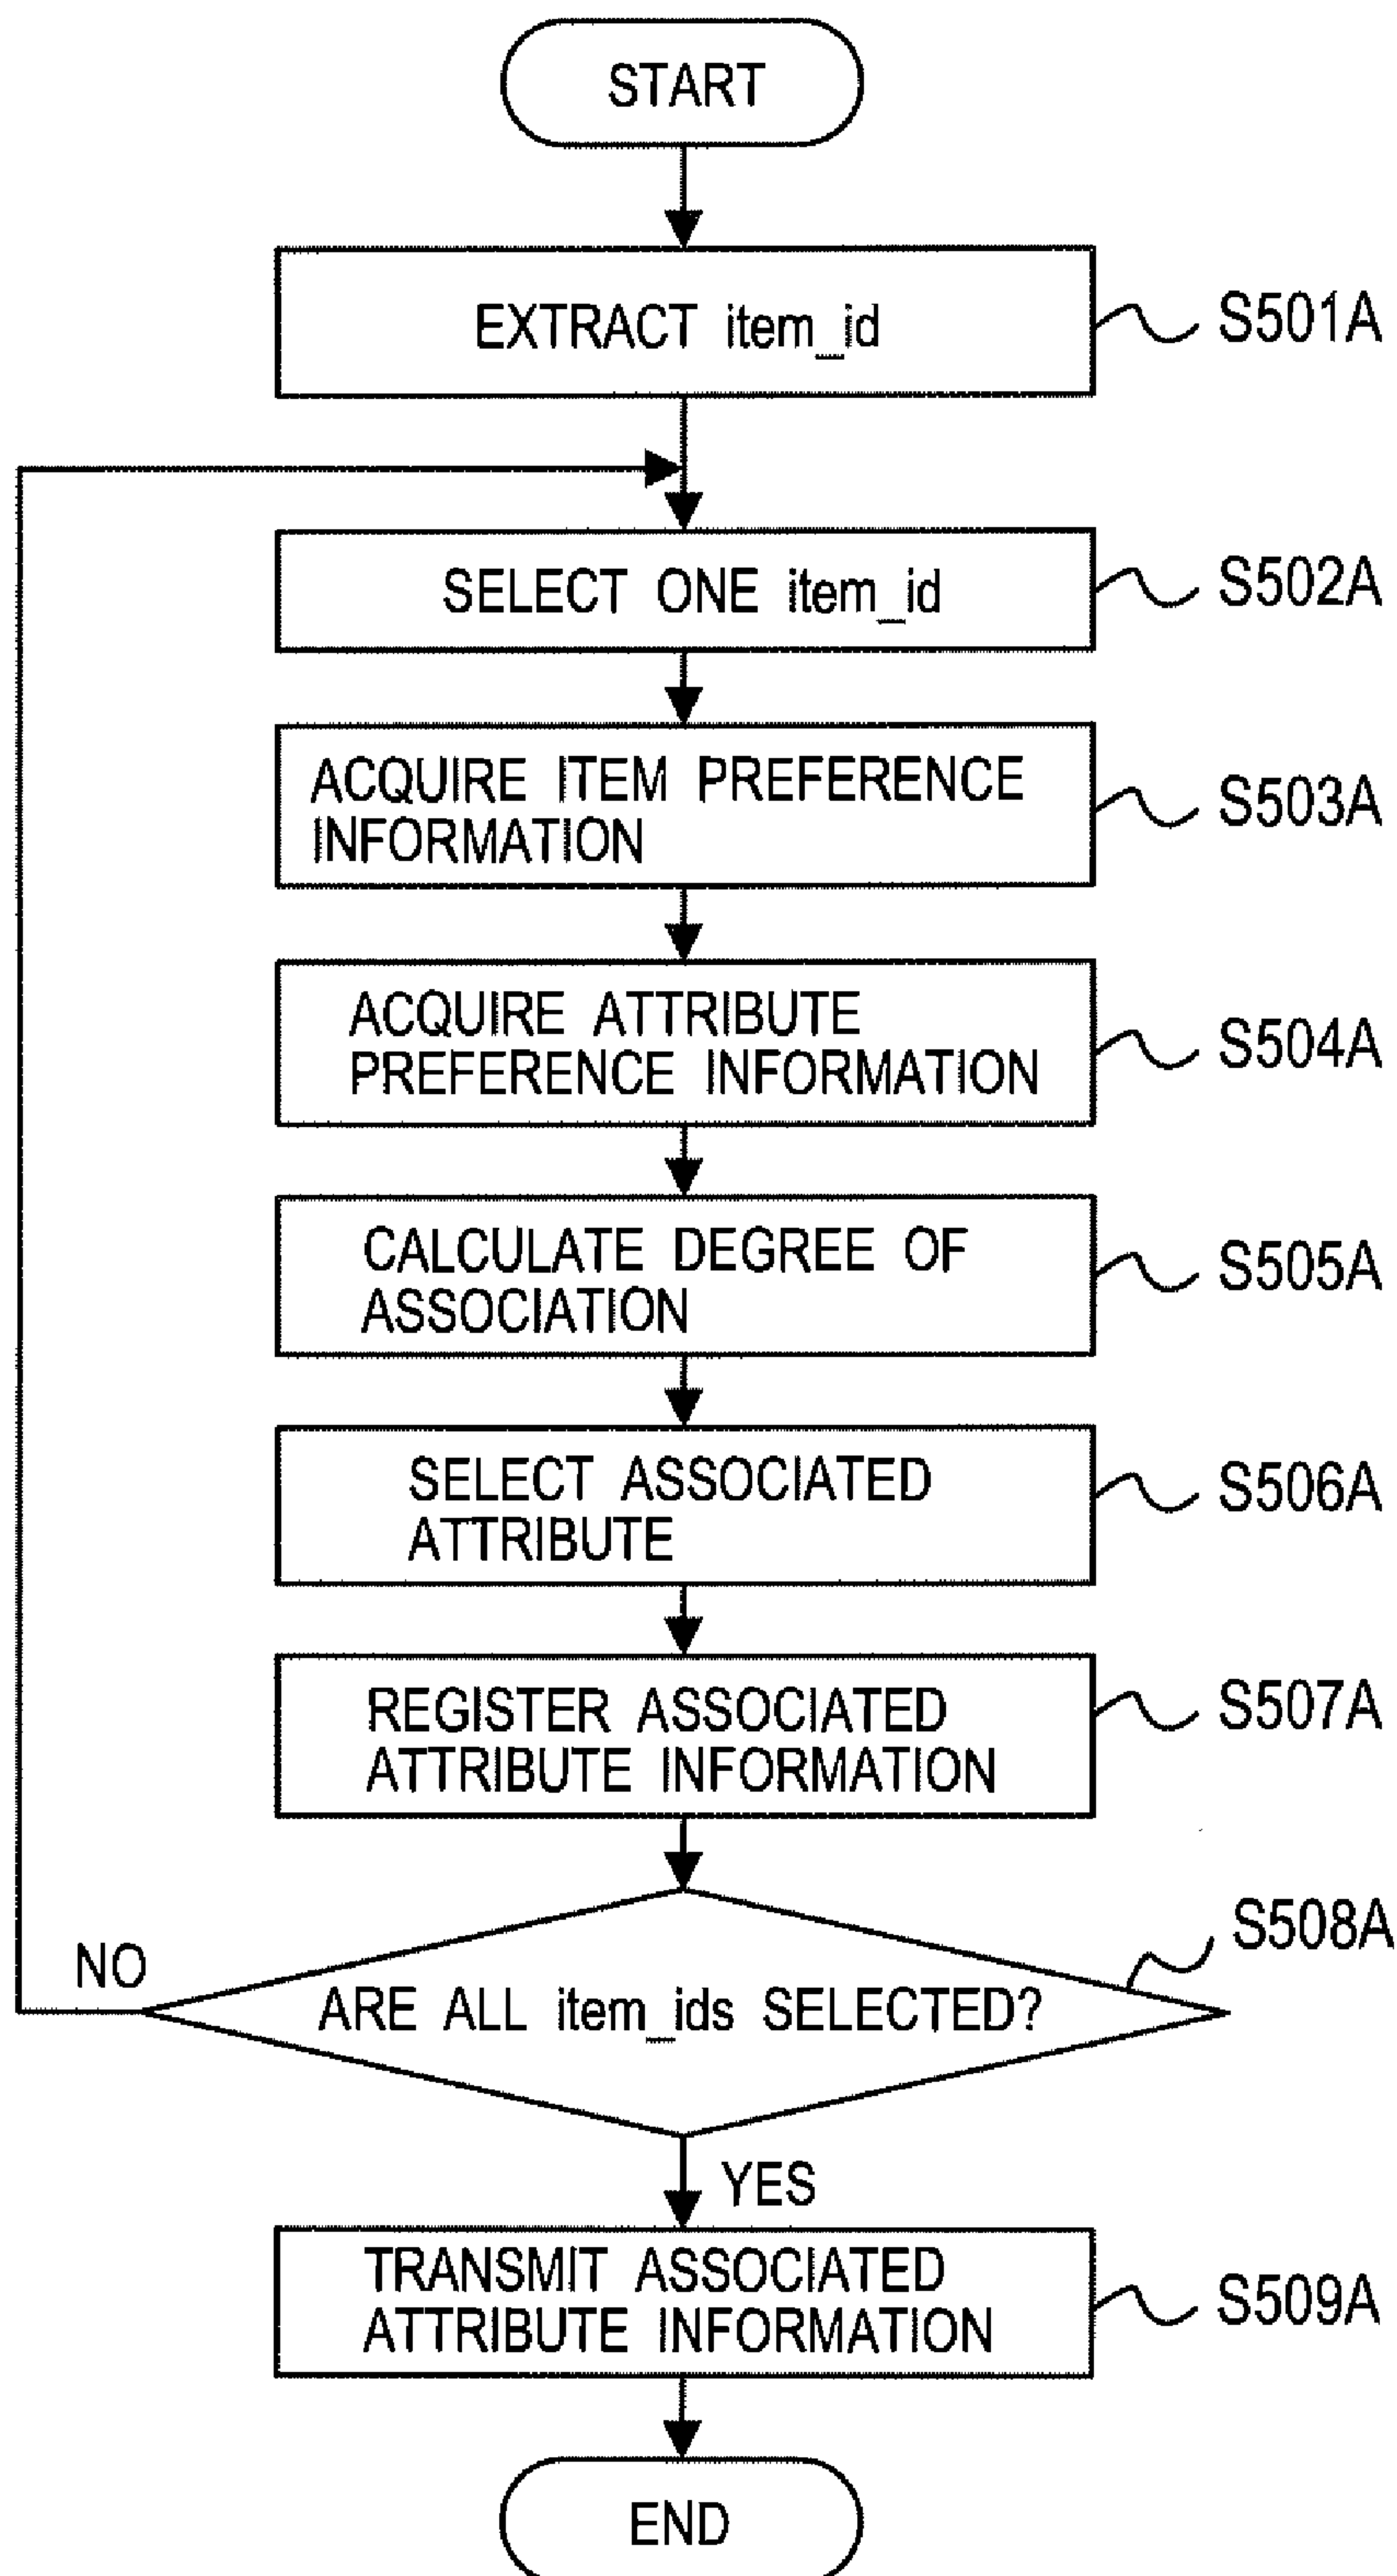 START
EXTRACT item_id
S501A
SELECT ONE item_id
S502A
ACQUIRE ITEM PREFERENCE
INFORMATION
S503A
ACQUIRE ATTRIBUTE
PREFERENCE INFORMATION
S504A
CALCULATE DEGREE OF
ASSOCIATION
S505A
SELECT ASSOCIATED
ATTRIBUTE
S506A
REGISTER ASSOCIATED
ATTRIBUTE INFORMATION
S507A
S508A
NO
ARE ALL item_ids SELECTED?
YES
TRANSMIT ASSOCIATED
ATTRIBUTE INFORMATION
S509A
END